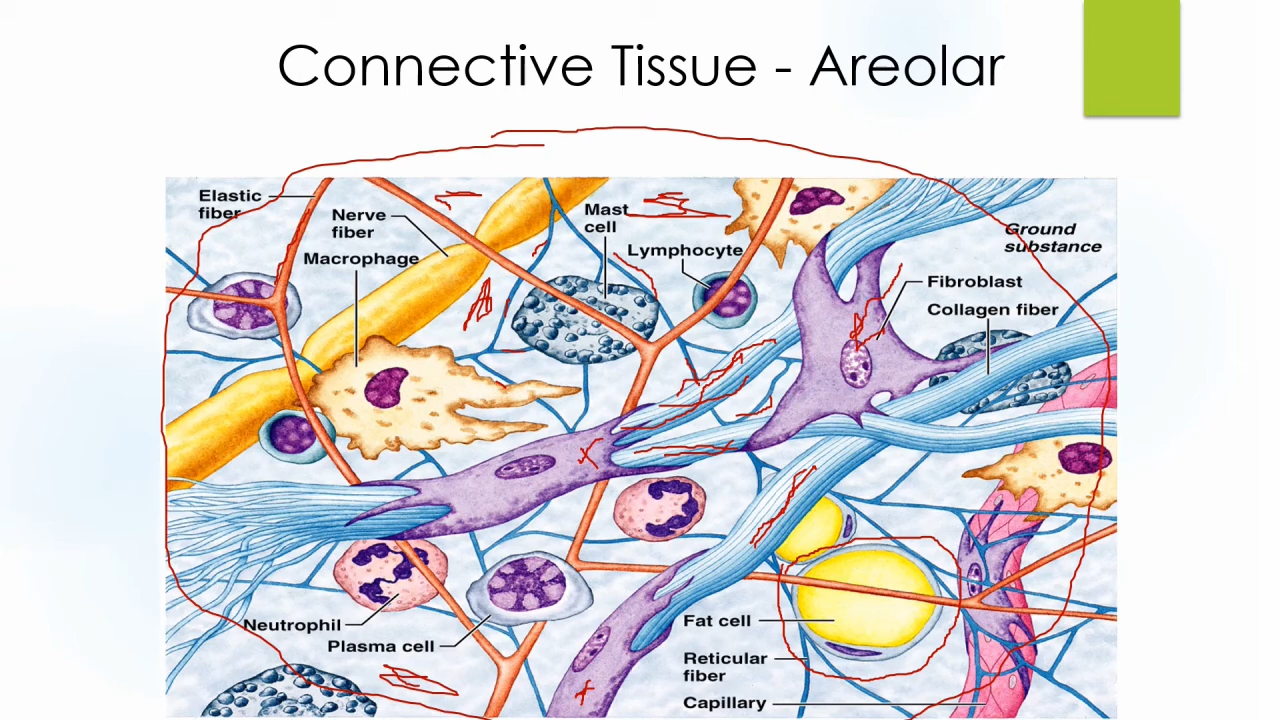 Connective Tissue - Areolar
Elastic
fiber
Nerve
fiber
Macrophage
Mast
cell
Lymphocyte
Ground
substance
Fibroblast
Collagen fiber
Neutrophil
Plasma cell
Fat cell
Reticular
fiber
Capillary